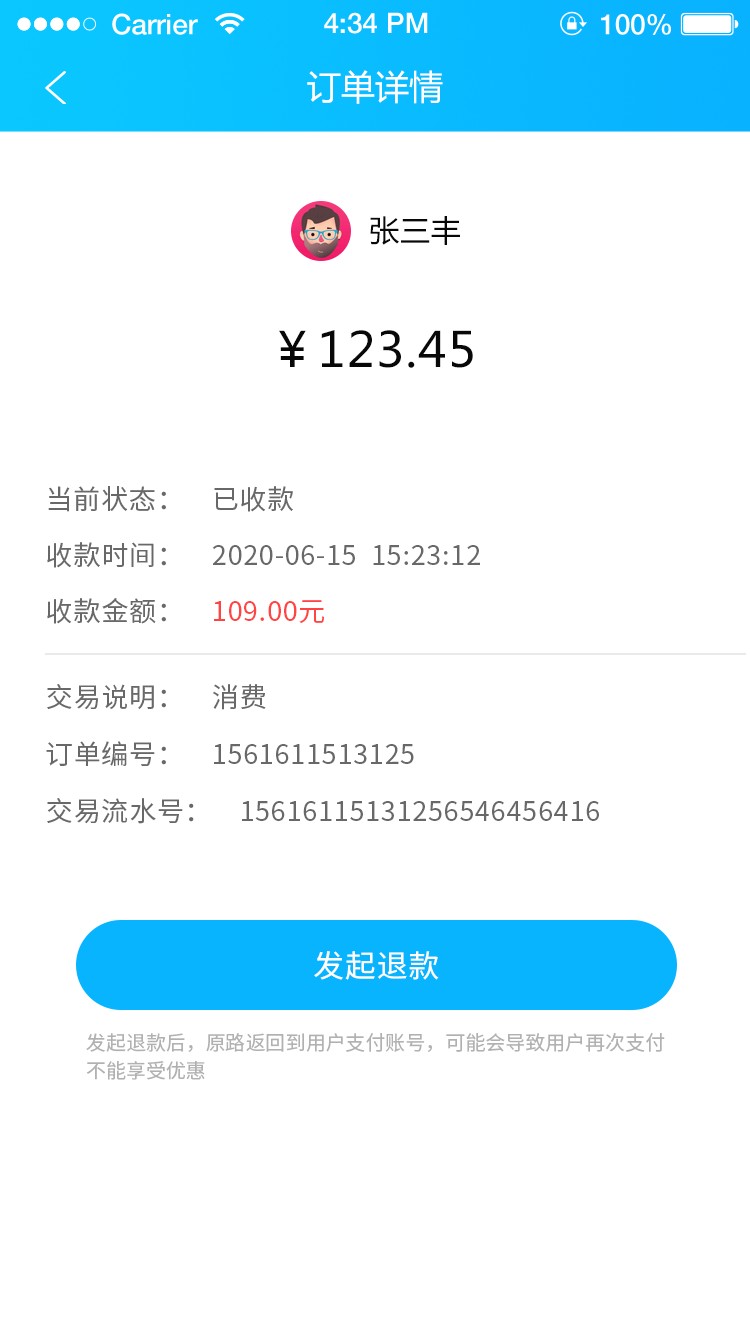 Carrier 4:34 PM 100%
订单详情
张三丰
¥123.45
当前状态： 已收款
收款时间： 2020-06-15 15:23:12
收款金额： 109.00元
交易说明： 消费
订单编号： 1561611513125
交易流水号： 15616115131256546456416
发起退款
发起退款后，原路返回到用户支付账号，可能会导致用户再次支付
不能享受优惠